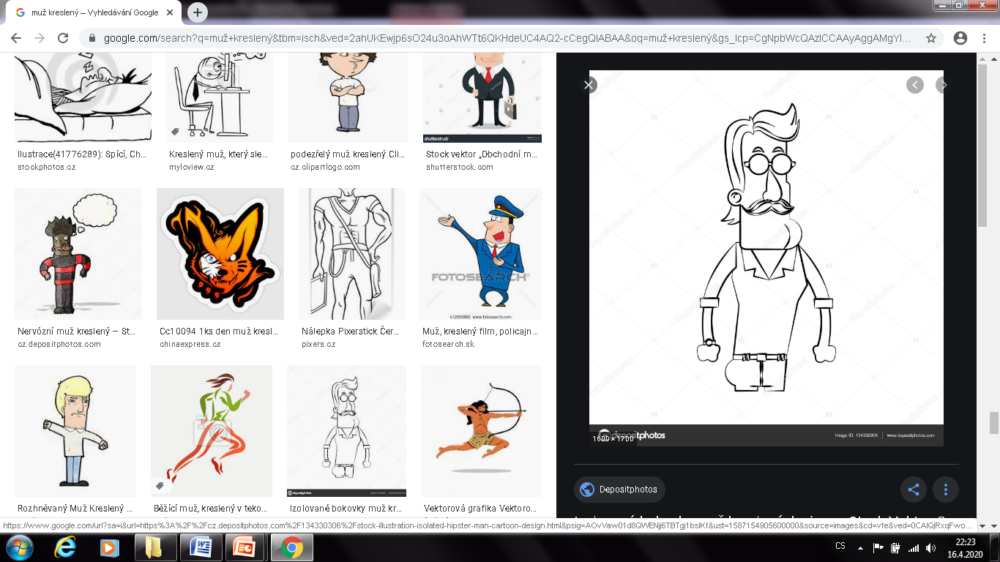 muž kreslený – Vyhledávání Google
google.com/search?q=muž+kreslený&tbm=isch&ved=2ahUKEwjp6sO24u3oAhWTt6QKHdeUC4AQ2-cCegQIABAA&oq=muž+kreslený&gs_lcp=CgNpbWcQAzICCAAyAggAMgYI...
shutterstock
Ilustrace(41776289): Spící, Ch...
stockphotos.cz
Kreslený muž, který sle...
myloview.cz
podezřelý muž kreslený Cli...
cz.clipartlogo.com
Stock vektor „Obchodní m...
shutterstock.com
FOTOSEARCH
k12950862 www.fotosearch.com
Nervózní muž kreslený — St...
cz.depositphotos.com
Cc10094 1ks den muž kresl...
chinaexpress.cz
Nálepka Pixerstick Čer...
pixers.cz
Muž, kreslený film, policajn...
fotosearch.sk
Rozhněvaný Muž Kreslený ...
Běžící muž, kreslený v teko...
Izolované bokovky muž kr...
Vektorová grafika Vektoro...
depositphotos
Image ID: 134330306 www.depositphotos.com
1600 × 1700
Depositphotos
https://www.google.com/url?sa=i&url=https%3A%2F%2Fcz.depositphotos.com%2F134330306%2Fstock-illustration-isolated-hipster-man-cartoon-design.html&psig=AOvVaw01d8QWENjj6TBTgj1bslKf&ust=1587154905600000&source=images&cd=vfe&ved=0CAIQjRxqFwo...
CS
22:23
16.4.2020